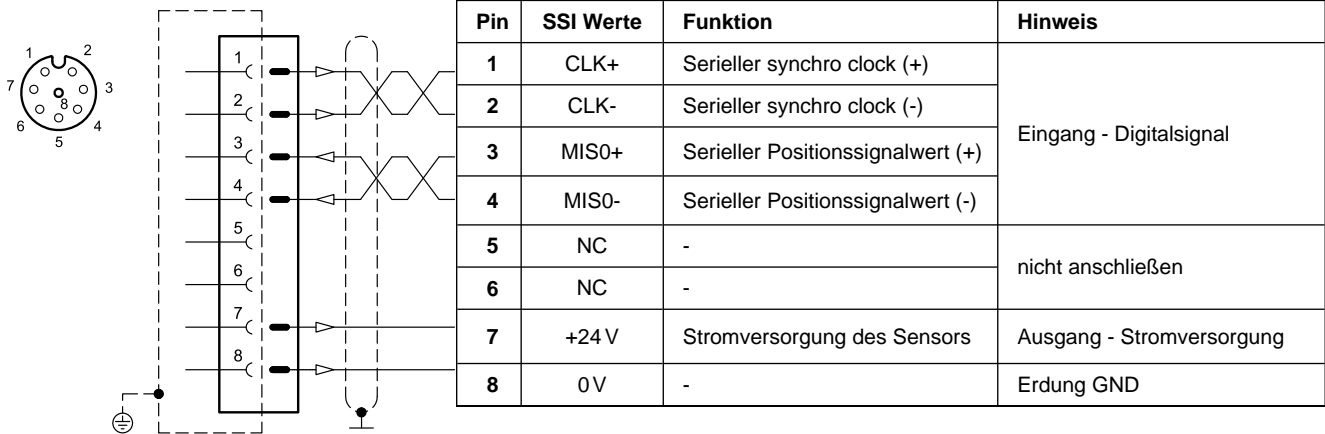 1
2
7
3
8
6
4
5
1
2
3
4
5
6
7
8
Pin SSI Werte Funktion Hinweis
1 CLK+ Serieller synchro clock (+)
2 CLK- Serieller synchro clock (-)
Eingang - Digitalsignal
3 MIS0+ Serieller Positionssignalwert (+)
4 MIS0- Serieller Positionssignalwert (-)
5 NC -
nicht anschließen
6 NC -
7 +24 V Stromversorgung des Sensors Ausgang - Stromversorgung
8 0 V - Erdung GND